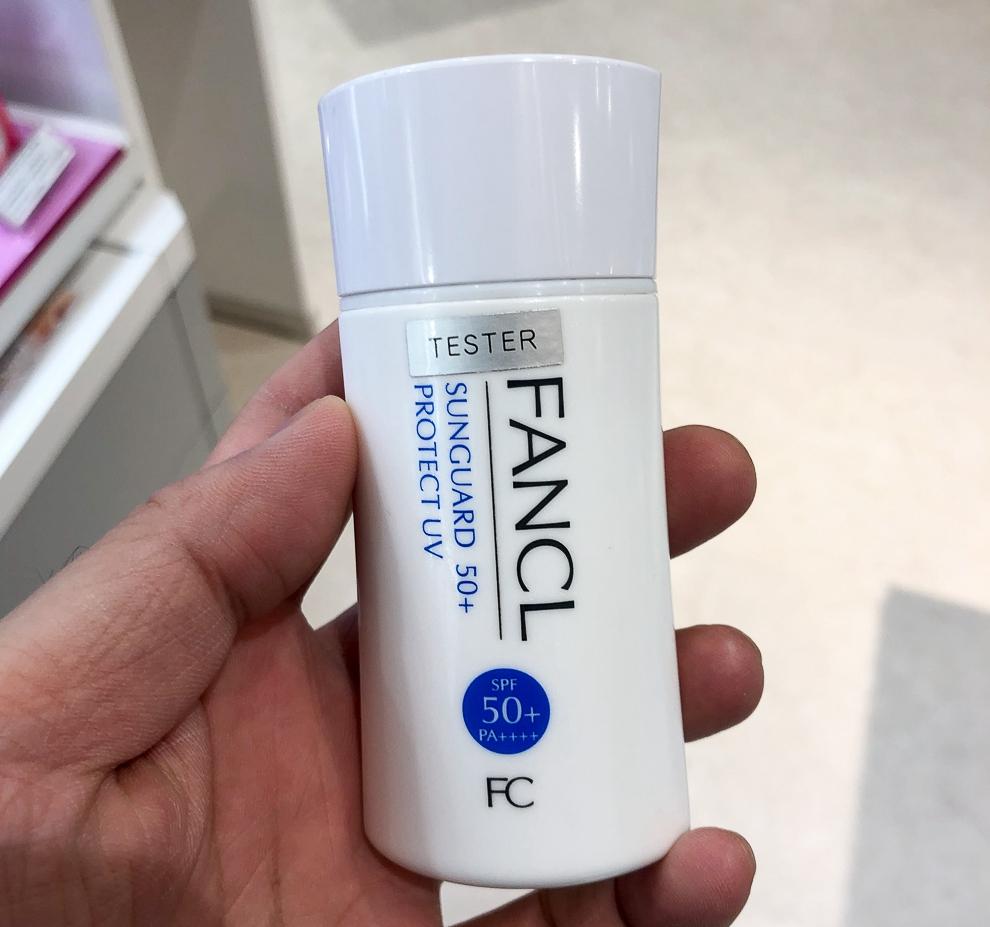 TESTER
FANCL
SUNGUARD 50+
PROTECT UV
SPF
50+
PA++++
FC